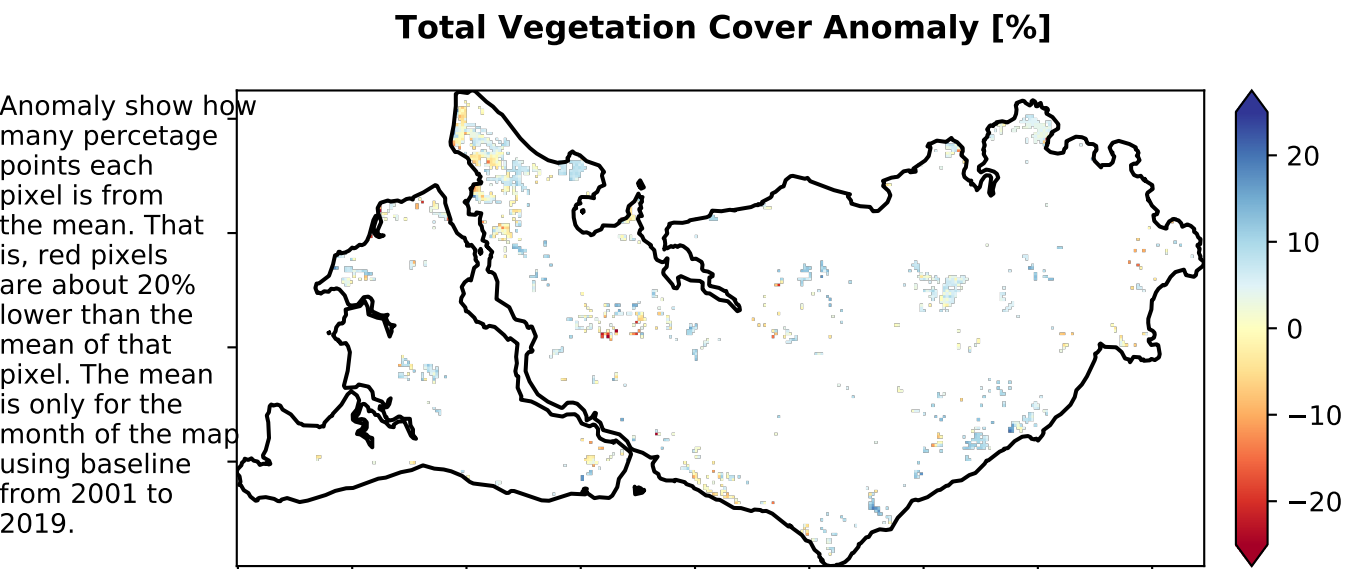 Total Vegetation Cover Anomaly [%]
Anomaly show how
many percetage
points each
pixel is from
the mean. That
is, red pixels
are about 20%
lower than the
mean of that
pixel. The mean
is only for the
month of the map
using baseline
from 2001 to
2019.
20
10
0
−10
−20